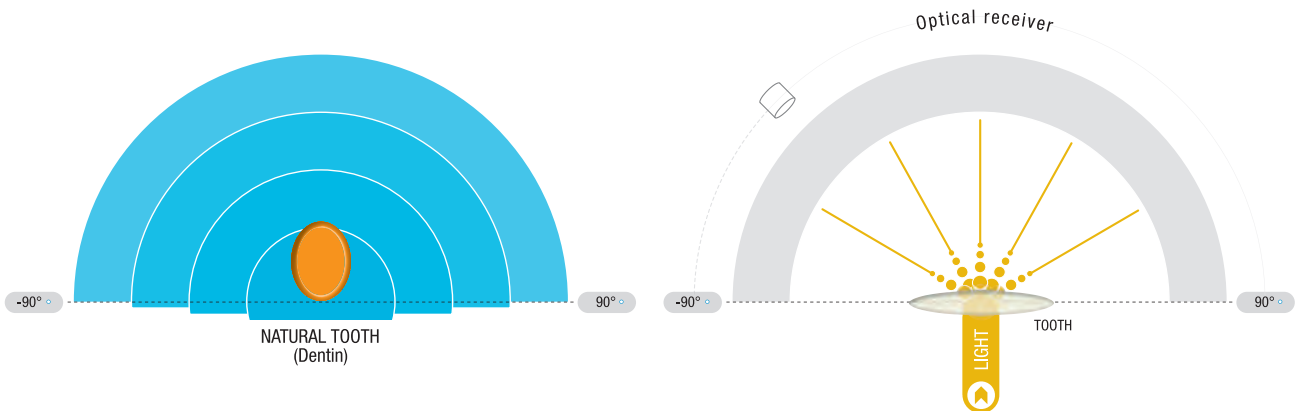 Optical receiver
-90°
90°
NATURAL TOOTH
(Dentin)
-90°
90°
TOOTH
LIGHT